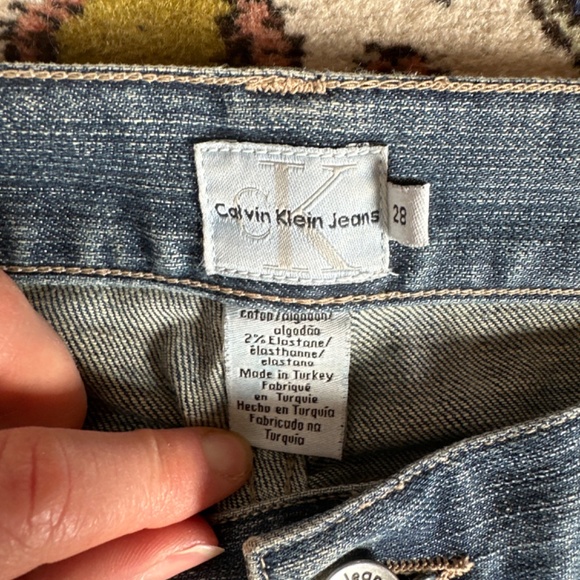 cK
Calvin Klein Jeans
28
coton/algodon/
algodão
2% Elastane/
élasthanne/
elastano
Made in Turkey
Fabriqué
en Turquie
Hecho en Turquía
Fabricado na
Turquia
Jean